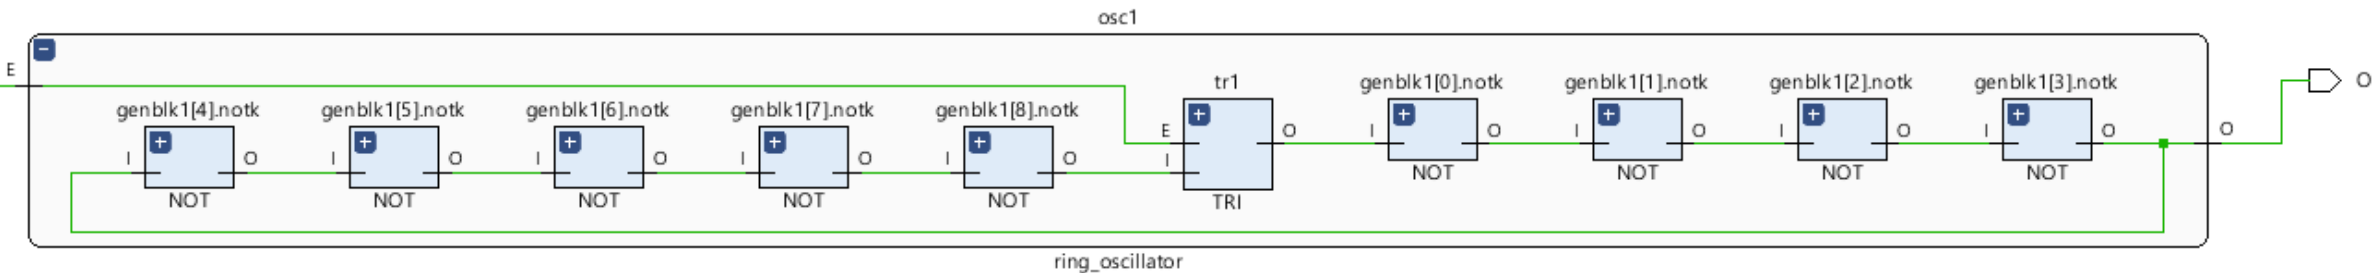 osc1
E
tr1
genblk1[0].notk
genblk1[1].notk
genblk1[2].notk
genblk1[3].notk
O
genblk1[4].notk
genblk1[5].notk
genblk1[6].notk
genblk1[7].notk
genblk1[8].notk
E
O
I
O
I
O
I
O
I
O
O
I
O
I
O
I
O
I
O
I
O
I
NOT
NOT
NOT
NOT
NOT
NOT
NOT
NOT
NOT
TRI
ring_oscillator